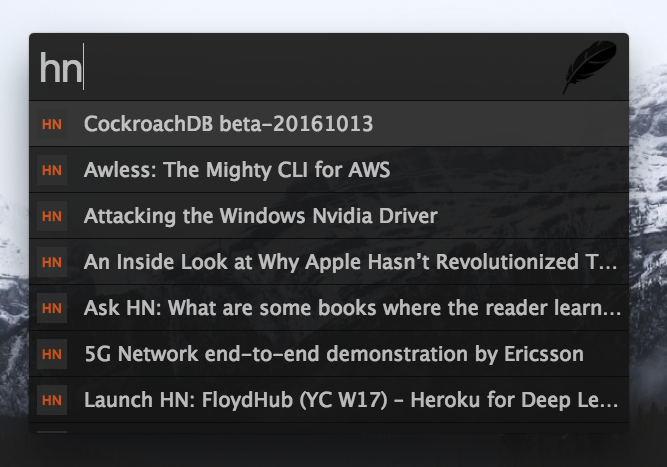 hn
HN CockroachDB beta-20161013
HN Awless: The Mighty CLI for AWS
HN Attacking the Windows Nvidia Driver
HN An Inside Look at Why Apple Hasn’t Revolutionized T...
HN Ask HN: What are some books where the reader learn...
HN 5G Network end-to-end demonstration by Ericsson
HN Launch HN: FloydHub (YC W17) – Heroku for Deep Le...